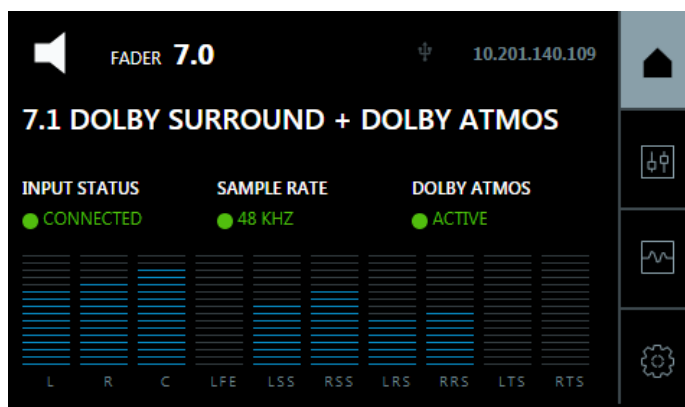 FADER 7.0 10.201.140.109
7.1 DOLBY SURROUND + DOLBY ATMOS
INPUT STATUS SAMPLE RATE DOLBY ATMOS
CONNECTED 48 KHZ ACTIVE
L R C LFE LSS RSS LRS RRS LTS RTS